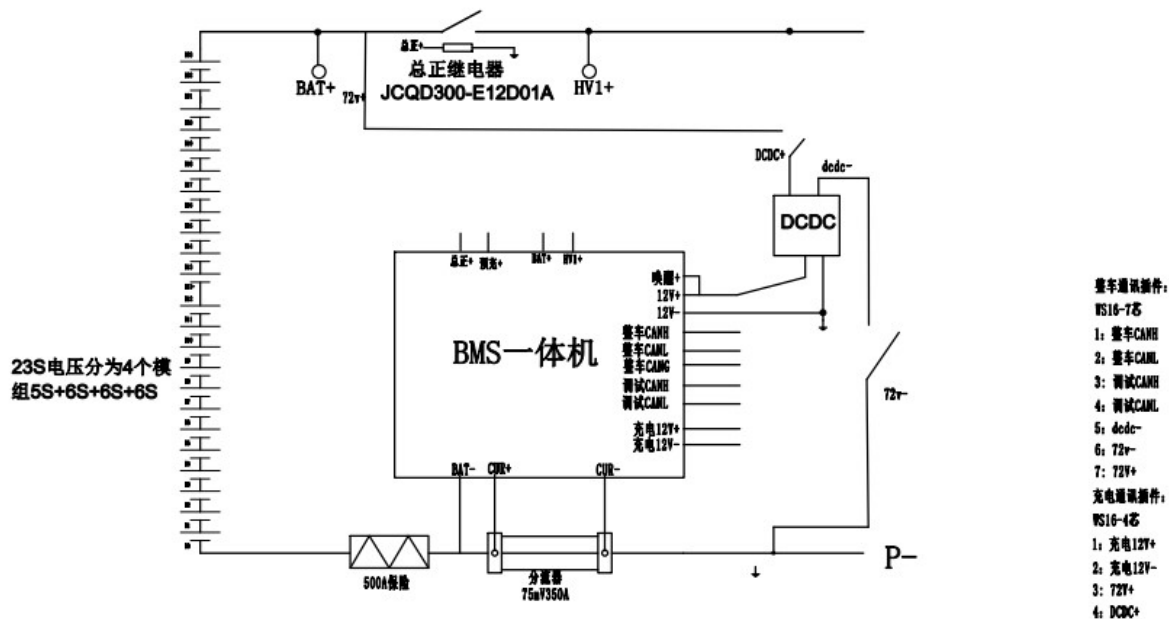 总正+
总正继电器
JCQD300-E12D01A
BAT+
72v+
HV1+
DCDC+
dcdc-
DCDC
总正+
预充+
BAT+
HV1+
唤醒+
12V+
12V-
整车CANH
整车CANL
整车CANG
调试CANH
调试CANL
充电12V+
充电12V-
BMS一体机
BAT-
CUR+
CUR-
23S电压分为4个模
组5S+6S+6S+6S
72v-
500A保险
分流器
75mV350A
P-
整车通讯插件:
WS16-7芯
1: 整车CANH
2: 整车CANL
3: 调试CANH
4: 调试CANL
5: dcdc-
6: 72v-
7: 72V+
充电通讯插件:
WS16-4芯
1: 充电12V+
2: 充电12V-
3: 72V+
4: DCDC+